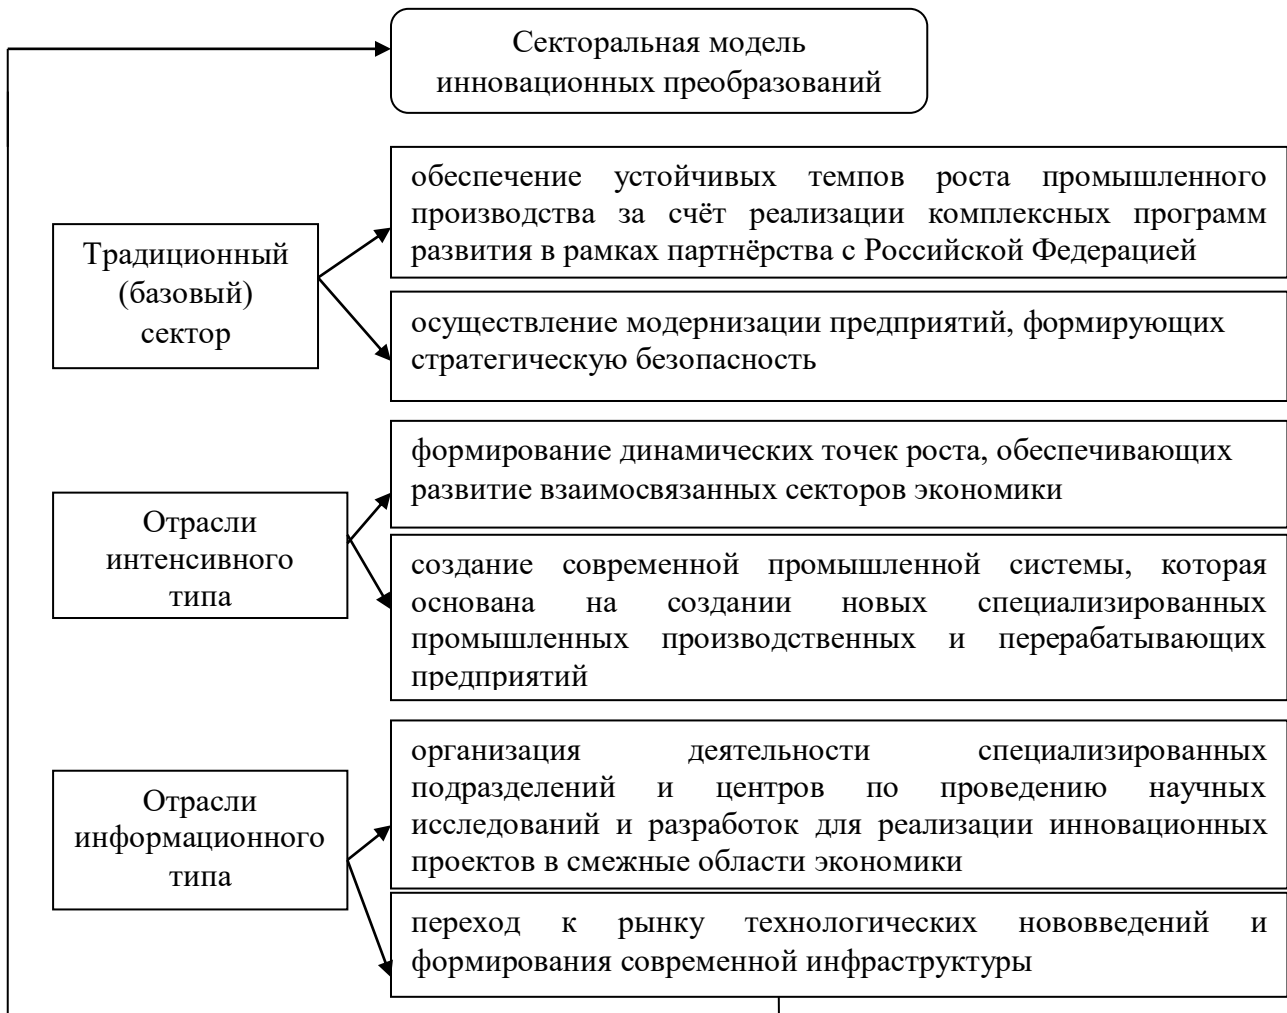 Секторальная модель
инновационных преобразований
обеспечение устойчивых темпов роста промышленного
производства за счёт реализации комплексных программ
развития в рамках партнёрства с Российской Федерацией
Традиционный
(базовый)
сектор
осуществление модернизации предприятий, формирующих
стратегическую безопасность
формирование динамических точек роста, обеспечивающих
развитие взаимосвязанных секторов экономики
Отрасли
интенсивного
типа
создание современной промышленной системы, которая
основана на создании новых специализированных
промышленных производственных и перерабатывающих
предприятий
организация деятельности специализированных
подразделений и центров по проведению научных
исследований и разработок для реализации инновационных
проектов в смежные области экономики
Отрасли
информационного
типа
переход к рынку технологических нововведений и
формирования современной инфраструктуры